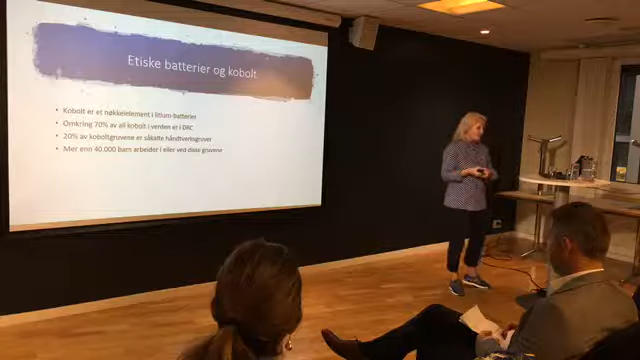 Etiske batterier og kobolt
Kobolt er et nøkkelelement i litium-batterier
Omkring 70% av all kobolt i verden er i DRC
20% av koboltgruvene er såkalte håndtverksgruver
Mer enn 40.000 barn arbeider i eller ved disse gruvene